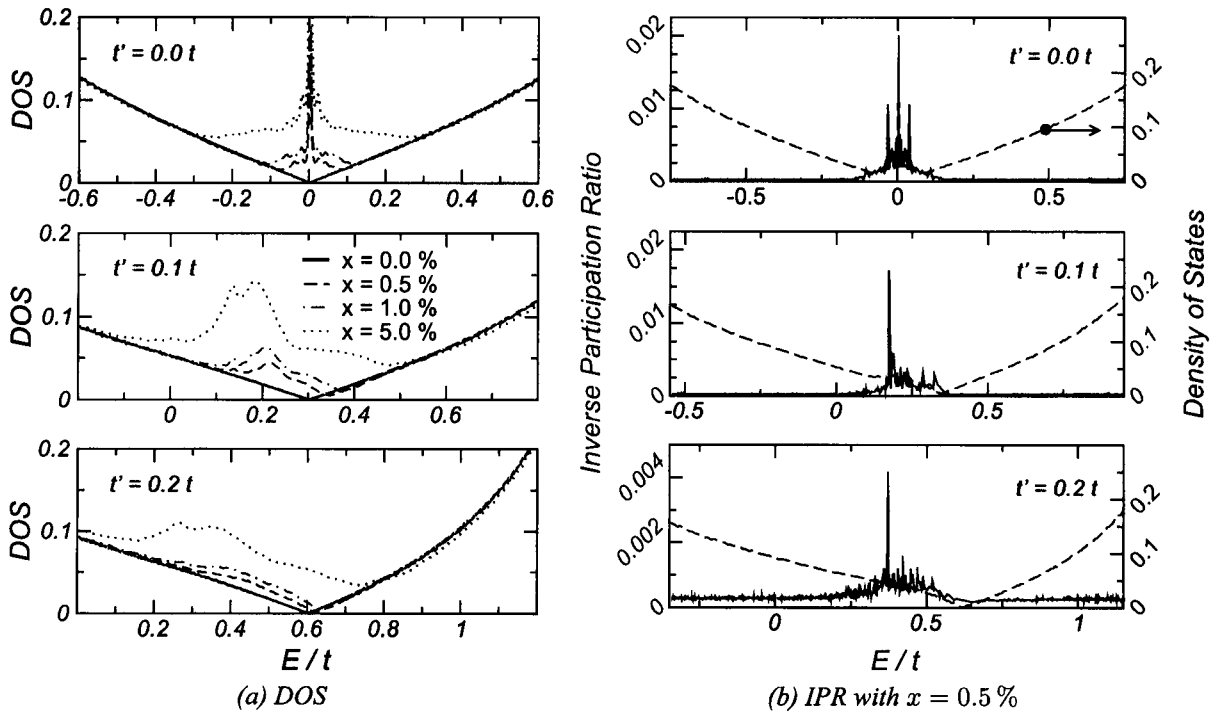 0.2
t' = 0.0 t
DOS
0.1
0
-0.6 -0.4 -0.2 0 0.2 0.4 0.6
0.2
t' = 0.1 t
x = 0.0 %
x = 0.5 %
x = 1.0 %
x = 5.0 %
DOS
0.1
0
0 0.2 0.4 0.6
0.2
t' = 0.2 t
DOS
0.1
0
0.2 0.4 0.6 0.8 1
E / t
(a) DOS
Inverse Participation Ratio
0.02
t' = 0.0 t
0.2
0.01
0.1
0
0
-0.5 0 0.5
0.02
t' = 0.1 t
0.2
0.01
0.1
0
0
-0.5 0 0.5
0.004
t' = 0.2 t
0.2
0.002
0.1
0
0
0 0.5 1
Density of States
E / t
(b) IPR with x = 0.5 %